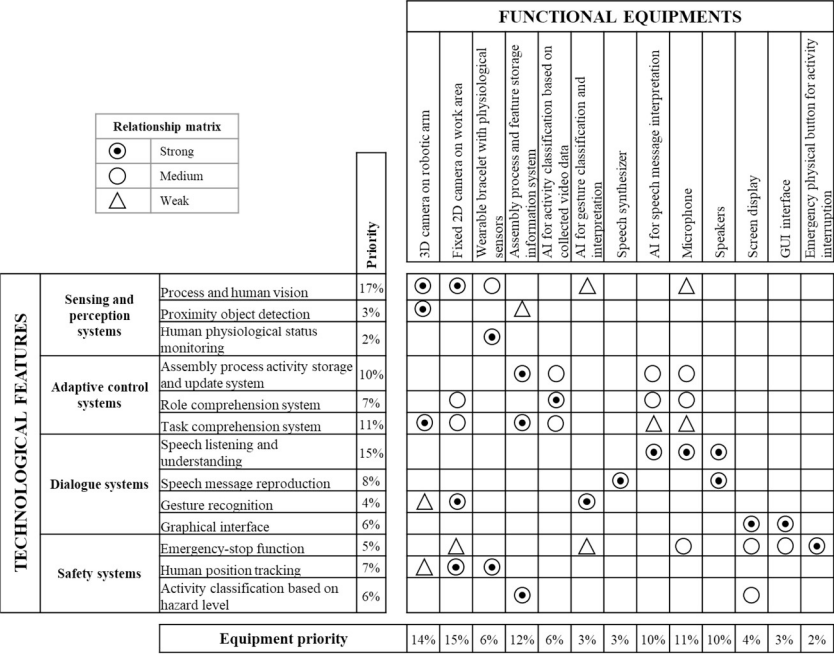 FUNCTIONAL EQUIPMENTS
Relationship matrix
Strong
Medium
Weak
Priority
3D camera on robotic arm
Fixed 2D camera on work area
Wearable bracelet with physiological
sensors
Assembly process and feature storage
information system
AI for activity classification based on
collected video data
AI for gesture classification and
interpretation
Speech synthesizer
AI for speech message interpretation
Microphone
Speakers
Screen display
GUI interface
Emergency physical button for activity
interruption
TECHNOLOGICAL FEATURES
Sensing and
perception
systems
Process and human vision 17%
Proximity object detection 3%
Human physiological status
monitoring 2%
Adaptive control
systems
Assembly process activity storage
and update system 10%
Role comprehension system 7%
Task comprehension system 11%
Dialogue systems
Speech listening and
understanding 15%
Speech message reproduction 8%
Gesture recognition 4%
Graphical interface 6%
Safety systems
Emergency-stop function 5%
Human position tracking 7%
Activity classification based on
hazard level 6%
Equipment priority 14% 15% 6% 12% 6% 3% 3% 10% 11% 10% 4% 3% 2%